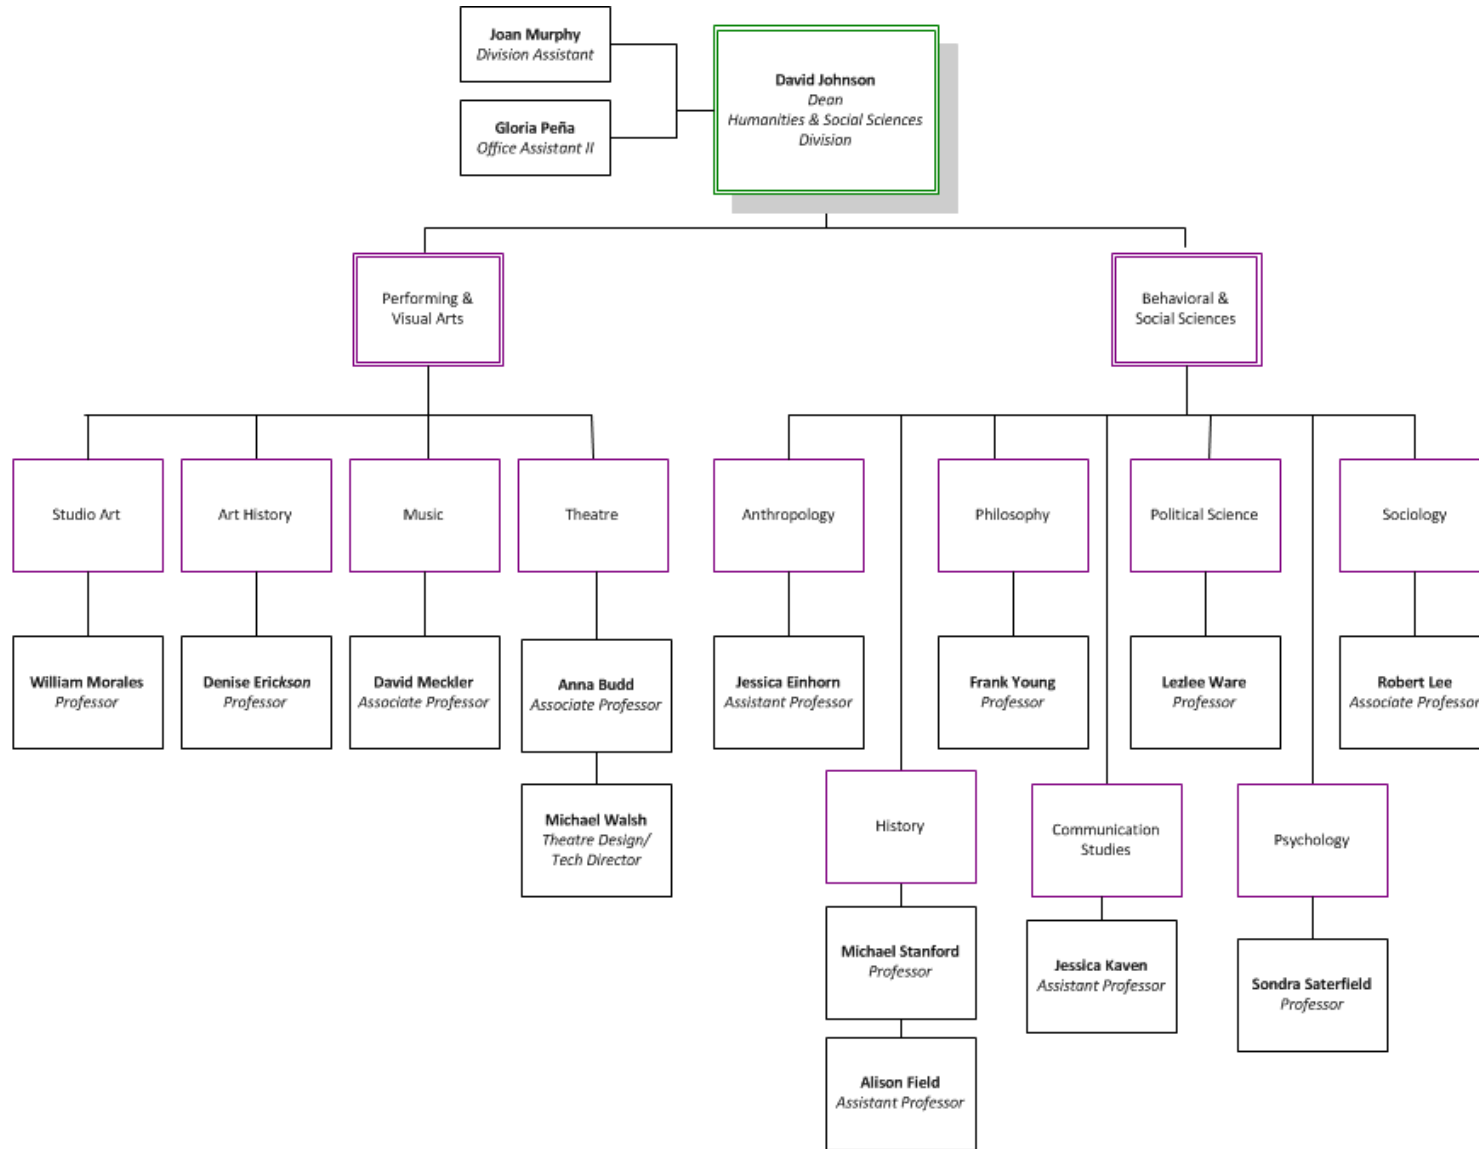 Joan Murphy
Division Assistant
Gloria Peña
Office Assistant II
David Johnson
Dean
Humanities & Social Sciences
Division
Performing &
Visual Arts
Behavioral &
Social Sciences
Studio Art
Art History
Music
Theatre
Anthropology
Philosophy
Political Science
Sociology
William Morales
Professor
Denise Erickson
Professor
David Meckler
Associate Professor
Anna Budd
Associate Professor
Jessica Einhorn
Assistant Professor
Frank Young
Professor
Lezlee Ware
Professor
Robert Lee
Associate Professor
Michael Walsh
Theatre Design/
Tech Director
History
Communication
Studies
Psychology
Michael Stanford
Professor
Jessica Kaven
Assistant Professor
Sondra Saterfield
Professor
Alison Field
Assistant Professor